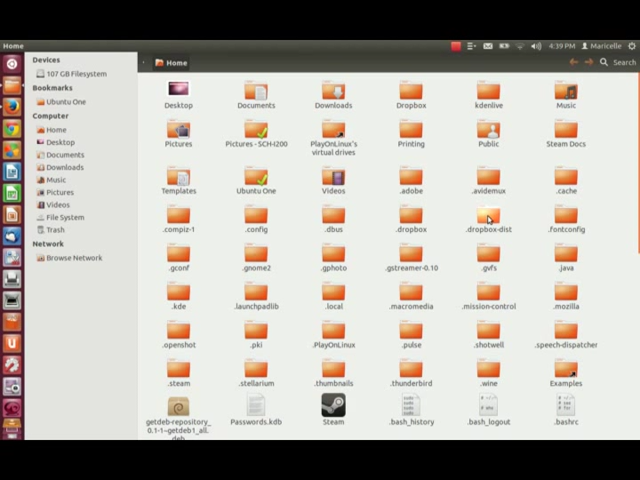 Home
4:39 PM
Maricelle
Devices
107 GB Filesystem
Bookmarks
Ubuntu One
Computer
Home
Desktop
Documents
Downloads
Music
Pictures
Videos
File System
Trash
Network
Browse Network
Home
Search
Desktop
Documents
Downloads
Dropbox
kdenlive
Music
Pictures
Pictures - SCH-I200
PlayOnLinux's
virtual drives
Printing
Public
Steam Docs
Templates
Ubuntu One
Videos
.adobe
.avidemux
.cache
.compiz-1
.config
.dbus
.dropbox
.dropbox-dist
.fontconfig
.gconf
.gnome2
.gphoto
.gstreamer-0.10
.gvfs
.java
.kde
.launchpadlib
.local
.macromedia
.mission-control
.mozilla
.openshot
.pki
.PlayOnLinux
.pulse
.shotwell
.speech-dispatcher
.steam
.stellarium
.thumbnails
.thunderbird
.wine
Examples
getdeb-repository_
0.1-1~getdeb1_all.
deb
Passwords.kdb
Steam
.bash_history
.bash_logout
.bashrc